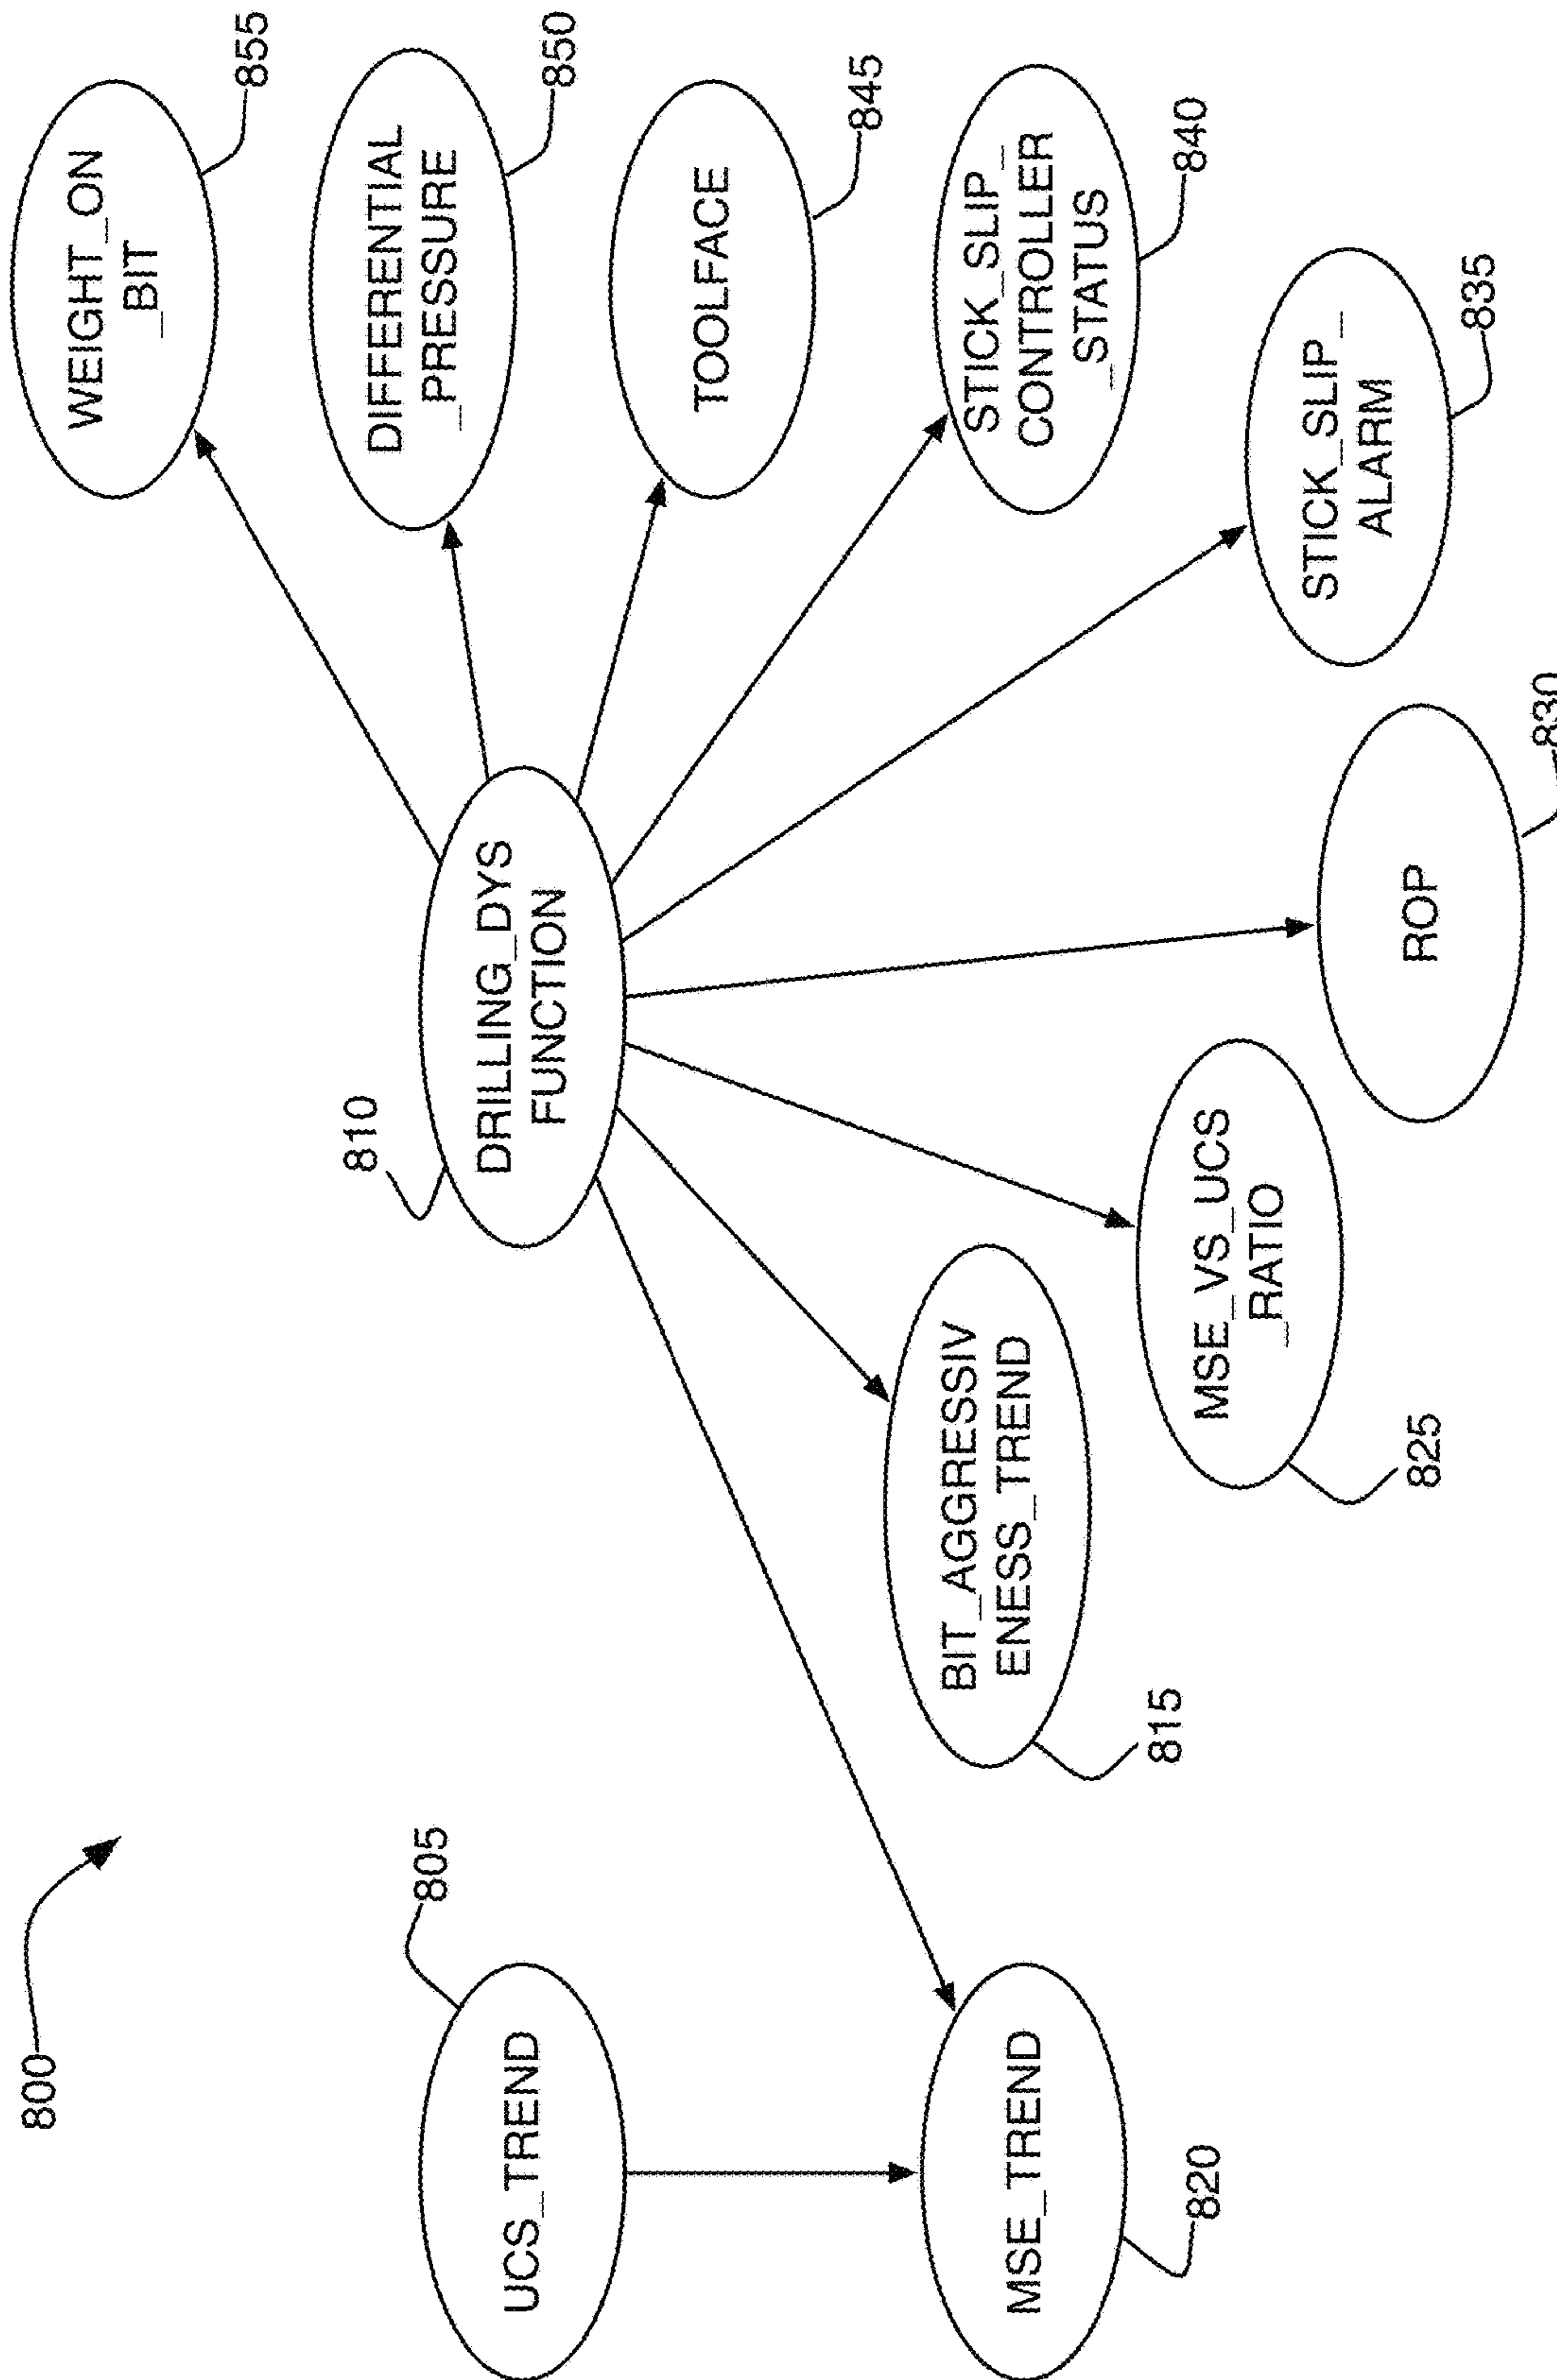 800
805
UCS_TREND
MSE_TREND
820
810
DRILLING_DYS
FUNCTION
BIT_AGGRESSIV
ENESS_TREND
815
MSE_VS_UCS
_RATIO
825
ROP
830
STICK_SLIP_
ALARM
835
STICK_SLIP_
CONTROLLER
_STATUS
840
TOOLFACE
845
DIFFERENTIAL
_PRESSURE
850
WEIGHT_ON
_BIT
855